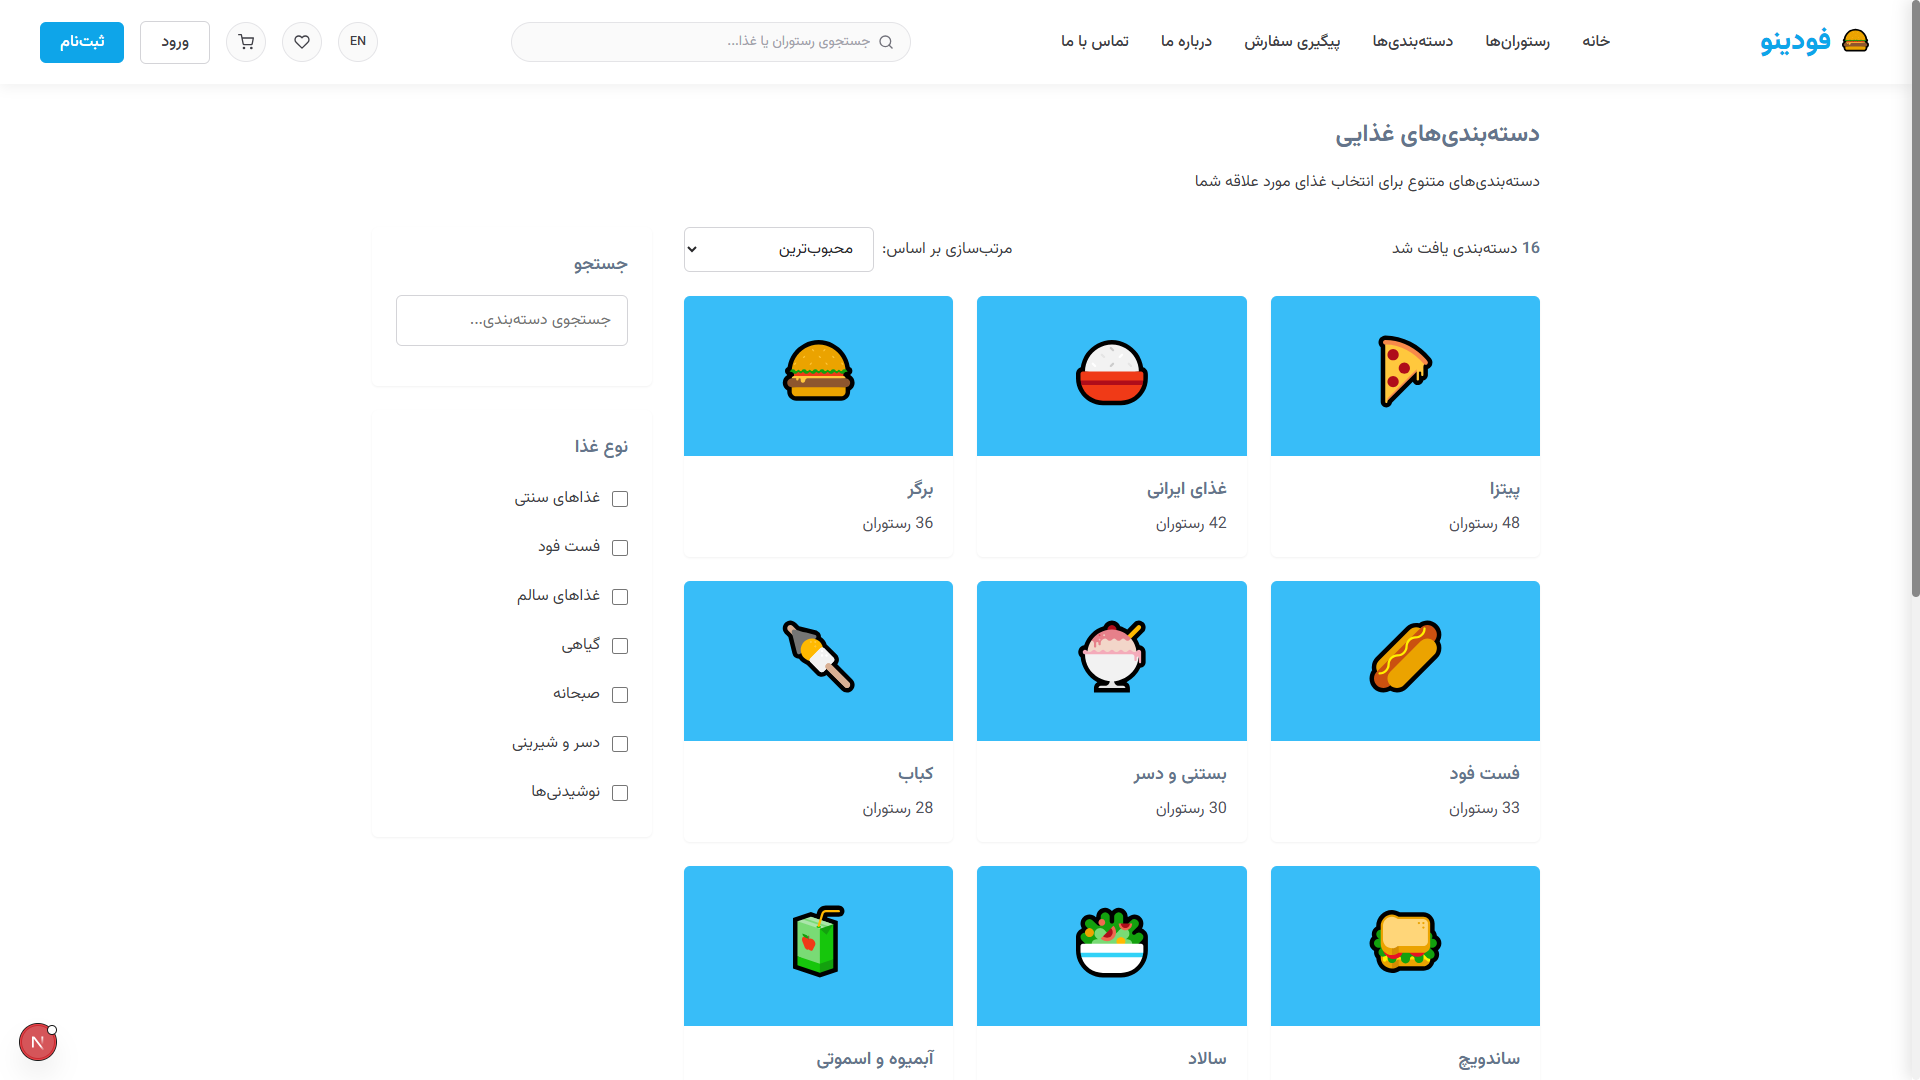 فودینو
خانه
رستوران‌ها
دسته‌بندی‌ها
پیگیری سفارش
درباره ما
تماس با ما
جستجوی رستوران یا غذا...
EN
ورود
ثبت‌نام
دسته‌بندی‌های غذایی
دسته‌بندی‌های متنوع برای انتخاب غذای مورد علاقه شما
16 دسته‌بندی یافت شد
مرتب‌سازی بر اساس:
محبوب‌ترین
پیتزا
48 رستوران
غذای ایرانی
42 رستوران
برگر
36 رستوران
فست فود
33 رستوران
بستنی و دسر
30 رستوران
کباب
28 رستوران
ساندویچ
سالاد
آبمیوه و اسموتی
جستجو
جستجوی دسته‌بندی...
نوع غذا
غذاهای سنتی
فست فود
غذاهای سالم
گیاهی
صبحانه
دسر و شیرینی
نوشیدنی‌ها
N